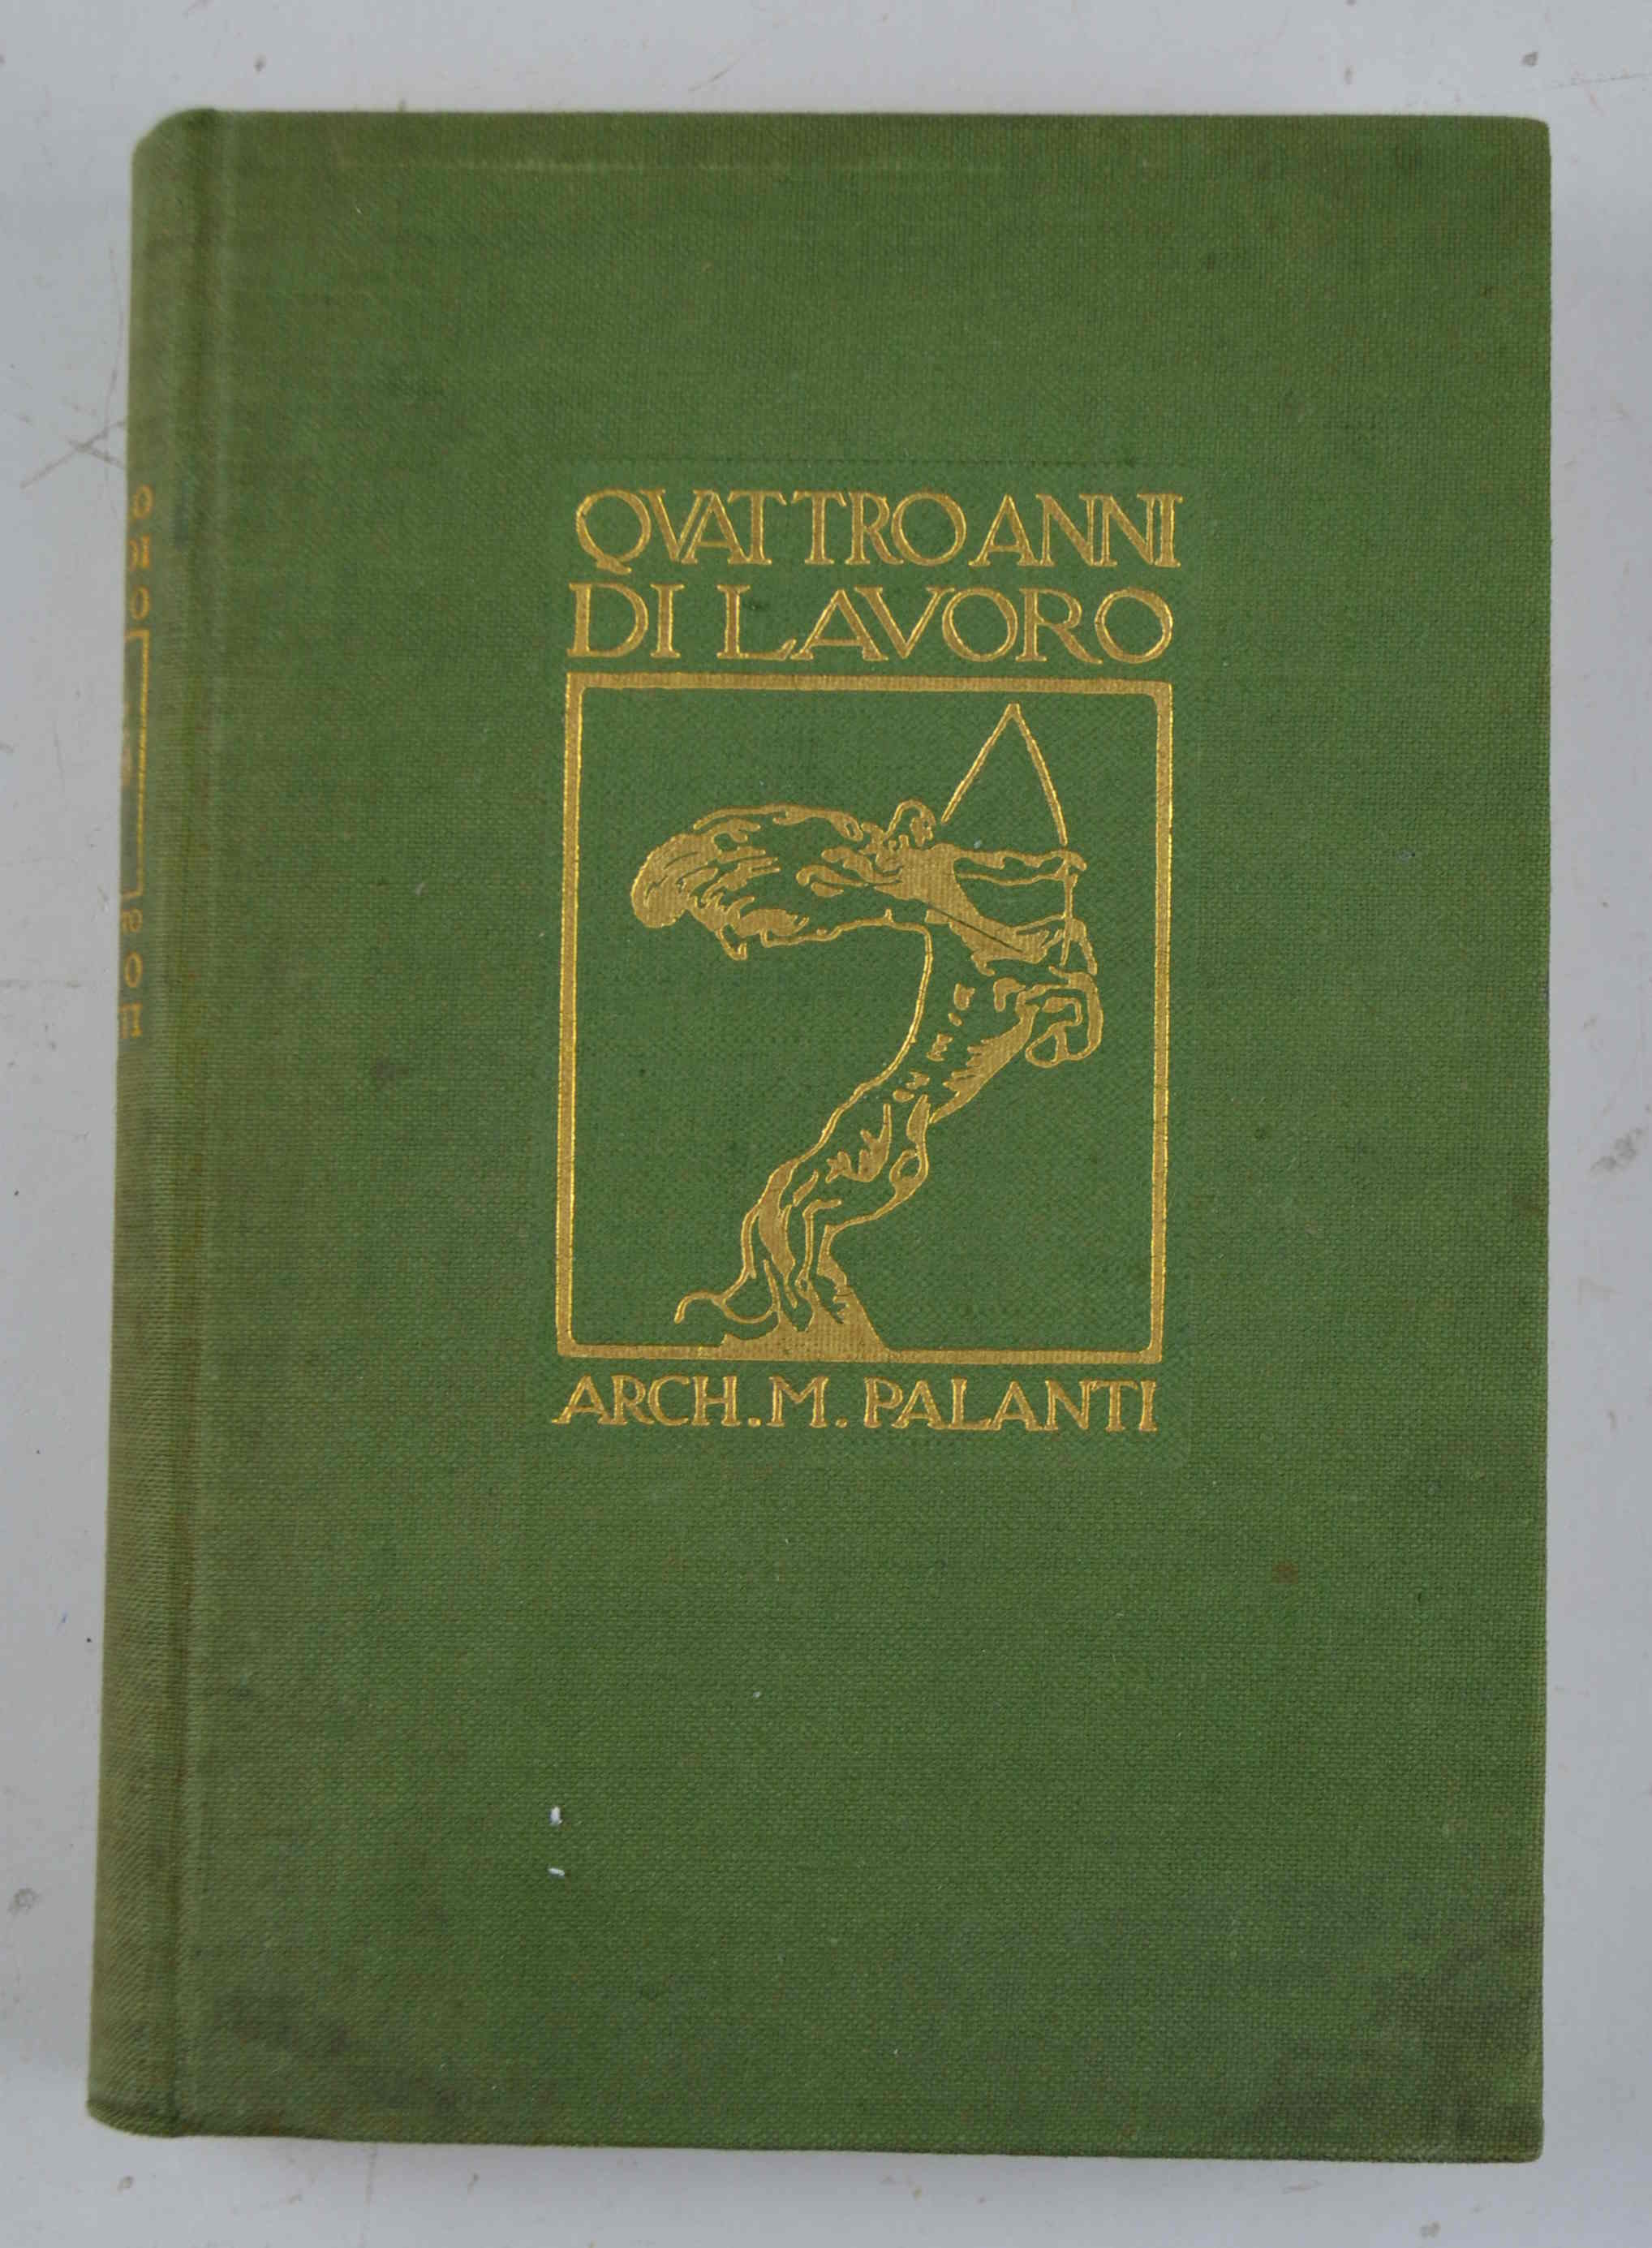 QVATTRO ANNI
DI LAVORO
ARCH. M. PALANTI